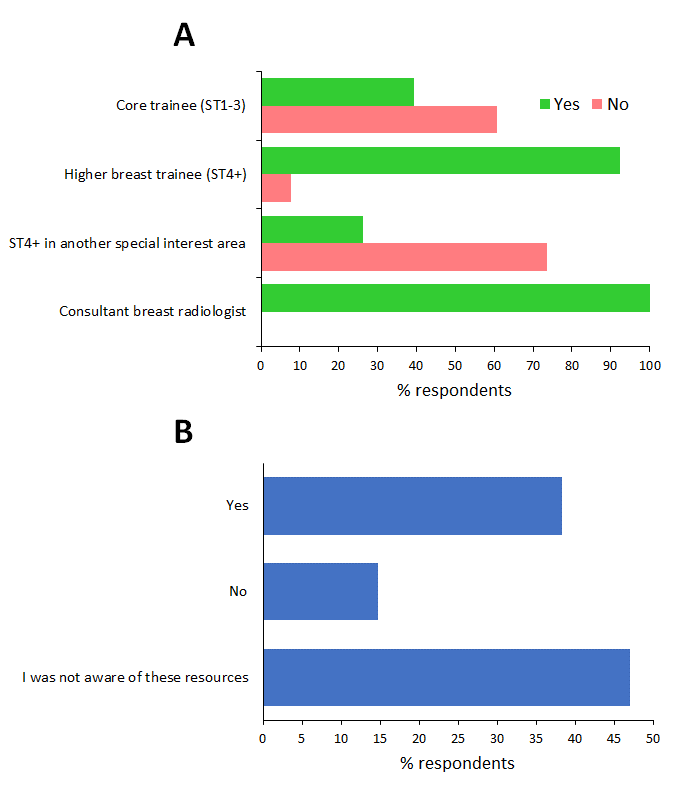 A
Core trainee (ST1-3)
Yes No
Higher breast trainee (ST4+)
ST4+ in another special interest area
Consultant breast radiologist
0 10 20 30 40 50 60 70 80 90 100
% respondents
B
Yes
No
I was not aware of these resources
0 5 10 15 20 25 30 35 40 45 50
% respondents